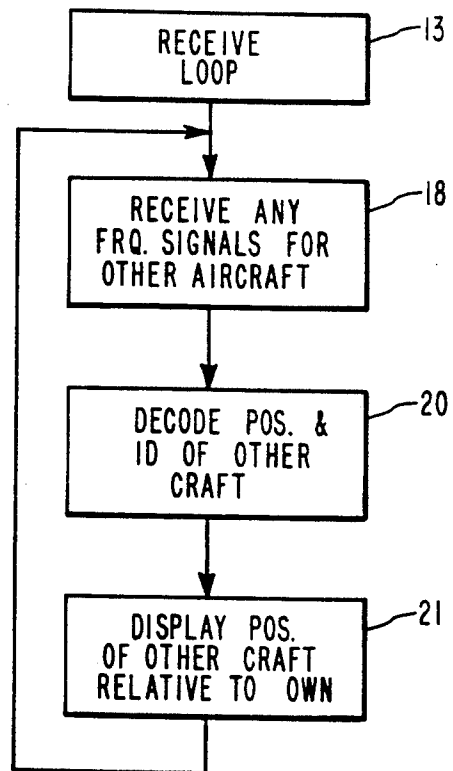 RECEIVE
LOOP
13
RECEIVE ANY
FRQ. SIGNALS FOR
OTHER AIRCRAFT
18
DECODE POS. &
ID OF OTHER
CRAFT
20
DISPLAY POS.
OF OTHER CRAFT
RELATIVE TO OWN
21